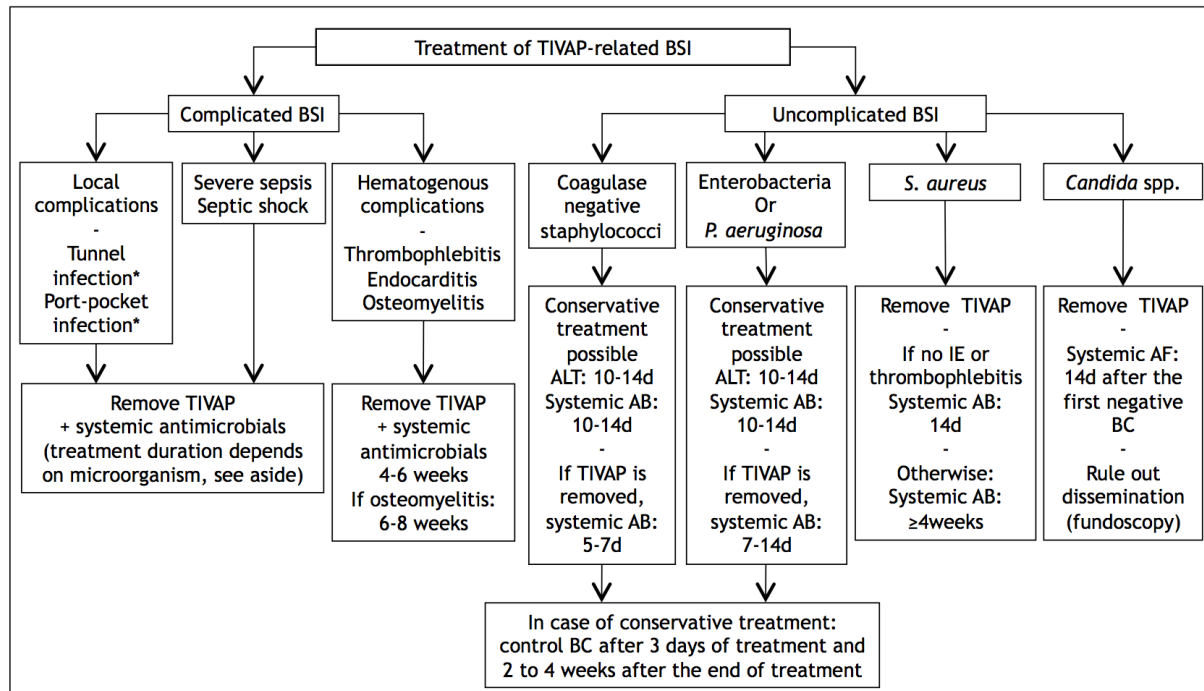 Treatment of TIVAP-related BSI
Complicated BSI
Uncomplicated BSI
Local
complications
-
Tunnel
infection*
Port-pocket
infection*
Severe sepsis
Septic shock
Hematogenous
complications
-
Thrombophlebitis
Endocarditis
Osteomyelitis
Coagulase
negative
staphylococci
Enterobacteria
Or
P. aeruginosa
S. aureus
Candida spp.
Remove TIVAP
+ systemic antimicrobials
(treatment duration depends
on microorganism, see aside)
Remove TIVAP
+ systemic
antimicrobials
4-6 weeks
If osteomyelitis:
6-8 weeks
Conservative
treatment
possible
ALT: 10-14d
Systemic AB:
10-14d
-
If TIVAP is
removed,
systemic AB:
5-7d
Conservative
treatment
possible
ALT: 10-14d
Systemic AB:
10-14d
-
If TIVAP is
removed,
systemic AB:
7-14d
Remove TIVAP
-
If no IE or
thrombophlebitis
Systemic AB:
14d
-
Otherwise:
Systemic AB:
≥4weeks
Remove TIVAP
-
Systemic AF:
14d after the
first negative
BC
-
Rule out
dissemination
(fundoscopy)
In case of conservative treatment:
control BC after 3 days of treatment and
2 to 4 weeks after the end of treatment